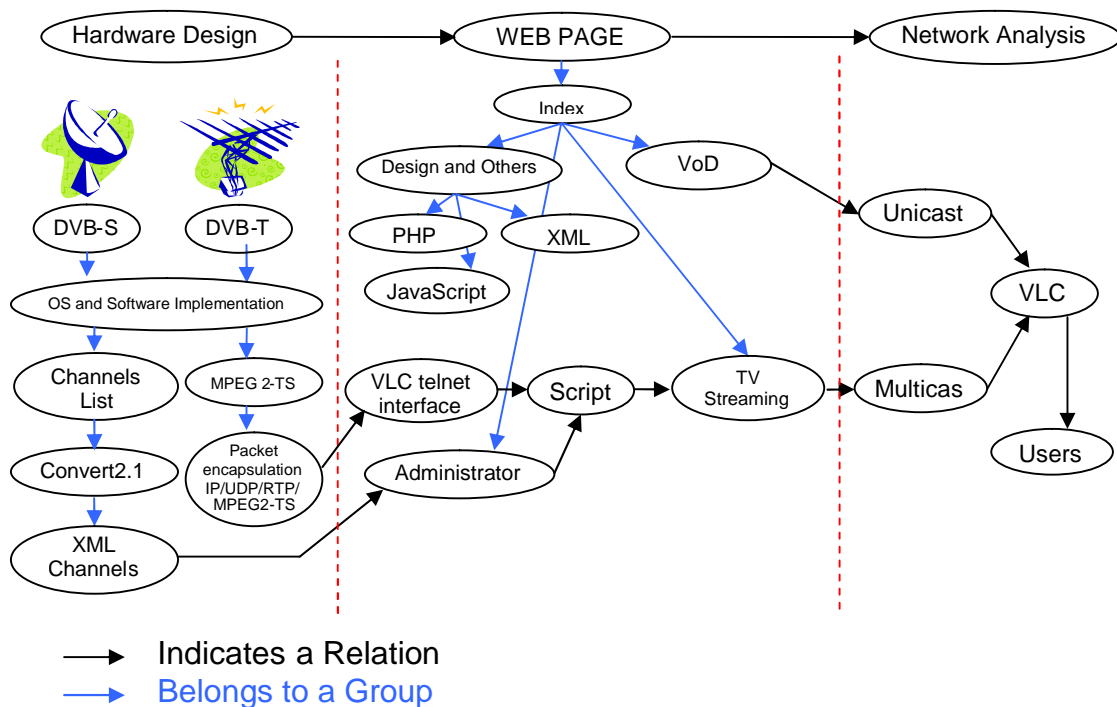 Hardware Design
WEB PAGE
Network Analysis
Index
Design and Others
VoD
PHP
XML
JavaScript
DVB-S
DVB-T
OS and Software Implementation
Channels
List
MPEG 2-TS
Convert2.1
Packet
encapsulation
IP/UDP/RTP/
MPEG2-TS
XML
Channels
VLC telnet
interface
Script
TV
Streaming
Administrator
Unicast
VLC
Multicas
Users
Indicates a Relation
Belongs to a Group